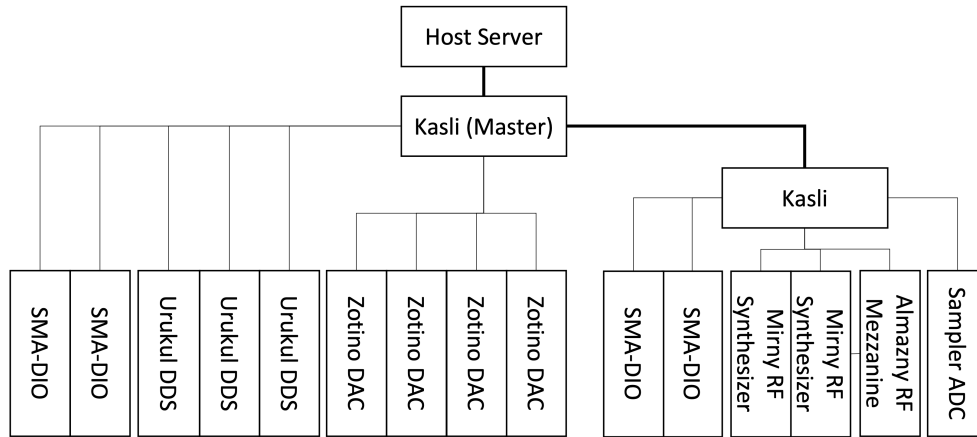 Host Server
Kasli (Master)
Kasli
SMA-DIO
SMA-DIO
Urukul DDS
Urukul DDS
Urukul DDS
Zotino DAC
Zotino DAC
Zotino DAC
Zotino DAC
SMA-DIO
SMA-DIO
Mirny RF
Synthesizer
Mirny RF
Synthesizer
Almazny RF
Mezzanine
Sampler ADC